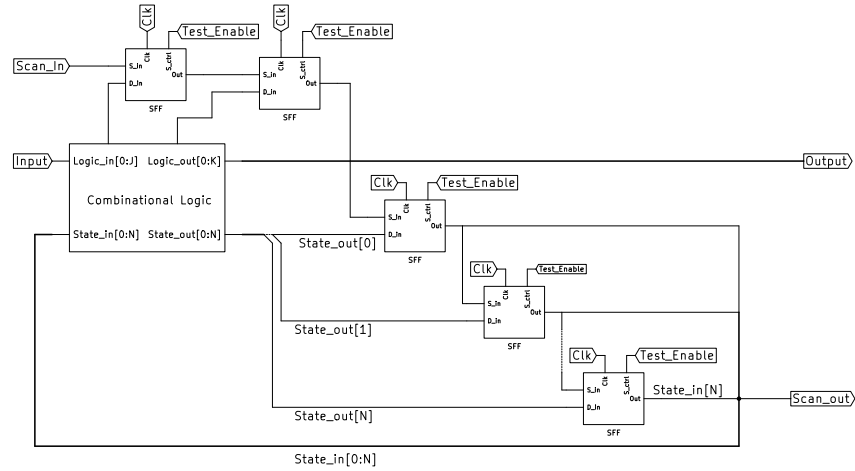 Clk
Clk
Test_Enable
Test_Enable
Scan_In
S_in
Clk
S_ctrl
Out
D_in
SFF
S_in
Clk
S_ctrl
Out
D_in
SFF
Input
Logic_in[0:J]
Logic_out[0:K]
Output
Combinational Logic
State_in[0:N]
State_out[0:N]
Clk
Test_Enable
S_in
Clk
S_ctrl
Out
D_in
SFF
State_out[0]
Clk
Test_Enable
S_in
Clk
S_ctrl
Out
D_in
SFF
State_out[1]
Clk
Test_Enable
S_in
Clk
S_ctrl
Out
D_in
SFF
State_in[N]
Scan_out
State_out[N]
State_in[0:N]